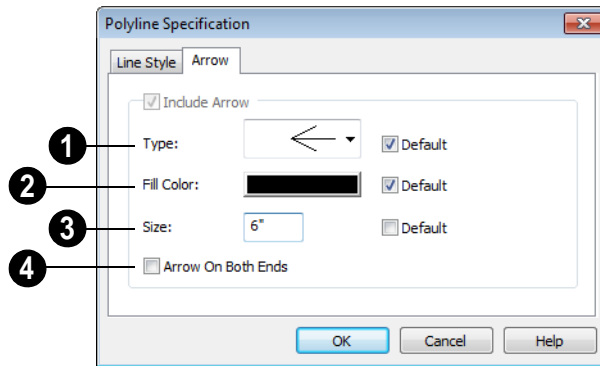 Polyline Specification
Line Style Arrow
Include Arrow
1 Type: Default
2 Fill Color: Default
3 Size: 6" Default
4 Arrow On Both Ends
OK Cancel Help